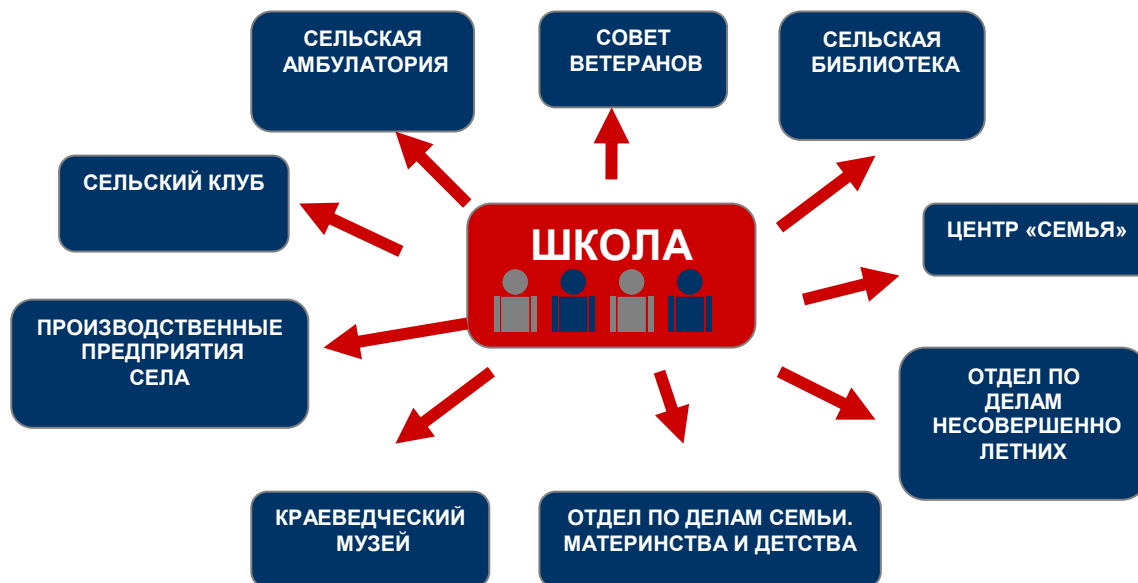 СЕЛЬСКАЯ
АМБУЛАТОРИЯ
СОВЕТ
ВЕТЕРАНОВ
СЕЛЬСКАЯ
БИБЛИОТЕКА
СЕЛЬСКИЙ КЛУБ
ШКОЛА
ЦЕНТР «СЕМЬЯ»
ПРОИЗВОДСТВЕННЫЕ
ПРЕДПРИЯТИЯ
СЕЛА
ОТДЕЛ ПО
ДЕЛАМ
НЕСОВЕРШЕННО
ЛЕТНИХ
КРАЕВЕДЧЕСКИЙ
МУЗЕЙ
ОТДЕЛ ПО ДЕЛАМ СЕМЬИ.
МАТЕРИНСТВА И ДЕТСТВА